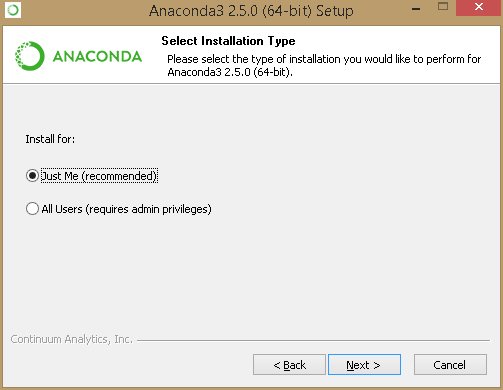 Anaconda3 2.5.0 (64-bit) Setup
ANACONDA
Select Installation Type
Please select the type of installation you would like to perform for
Anaconda3 2.5.0 (64-bit).
Install for:
Just Me (recommended)
All Users (requires admin privileges)
Continuum Analytics, Inc.
< Back
Next >
Cancel